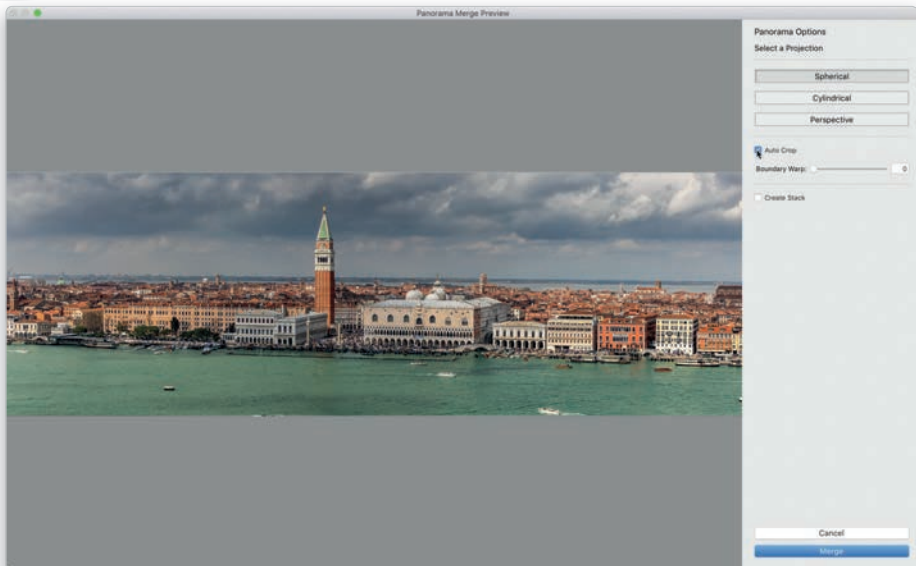 Panorama Merge Preview
Panorama Options
Select a Projection
Spherical
Cylindrical
Perspective
Auto Crop
Boundary Warp: 0
Create Stack
Cancel
Merge